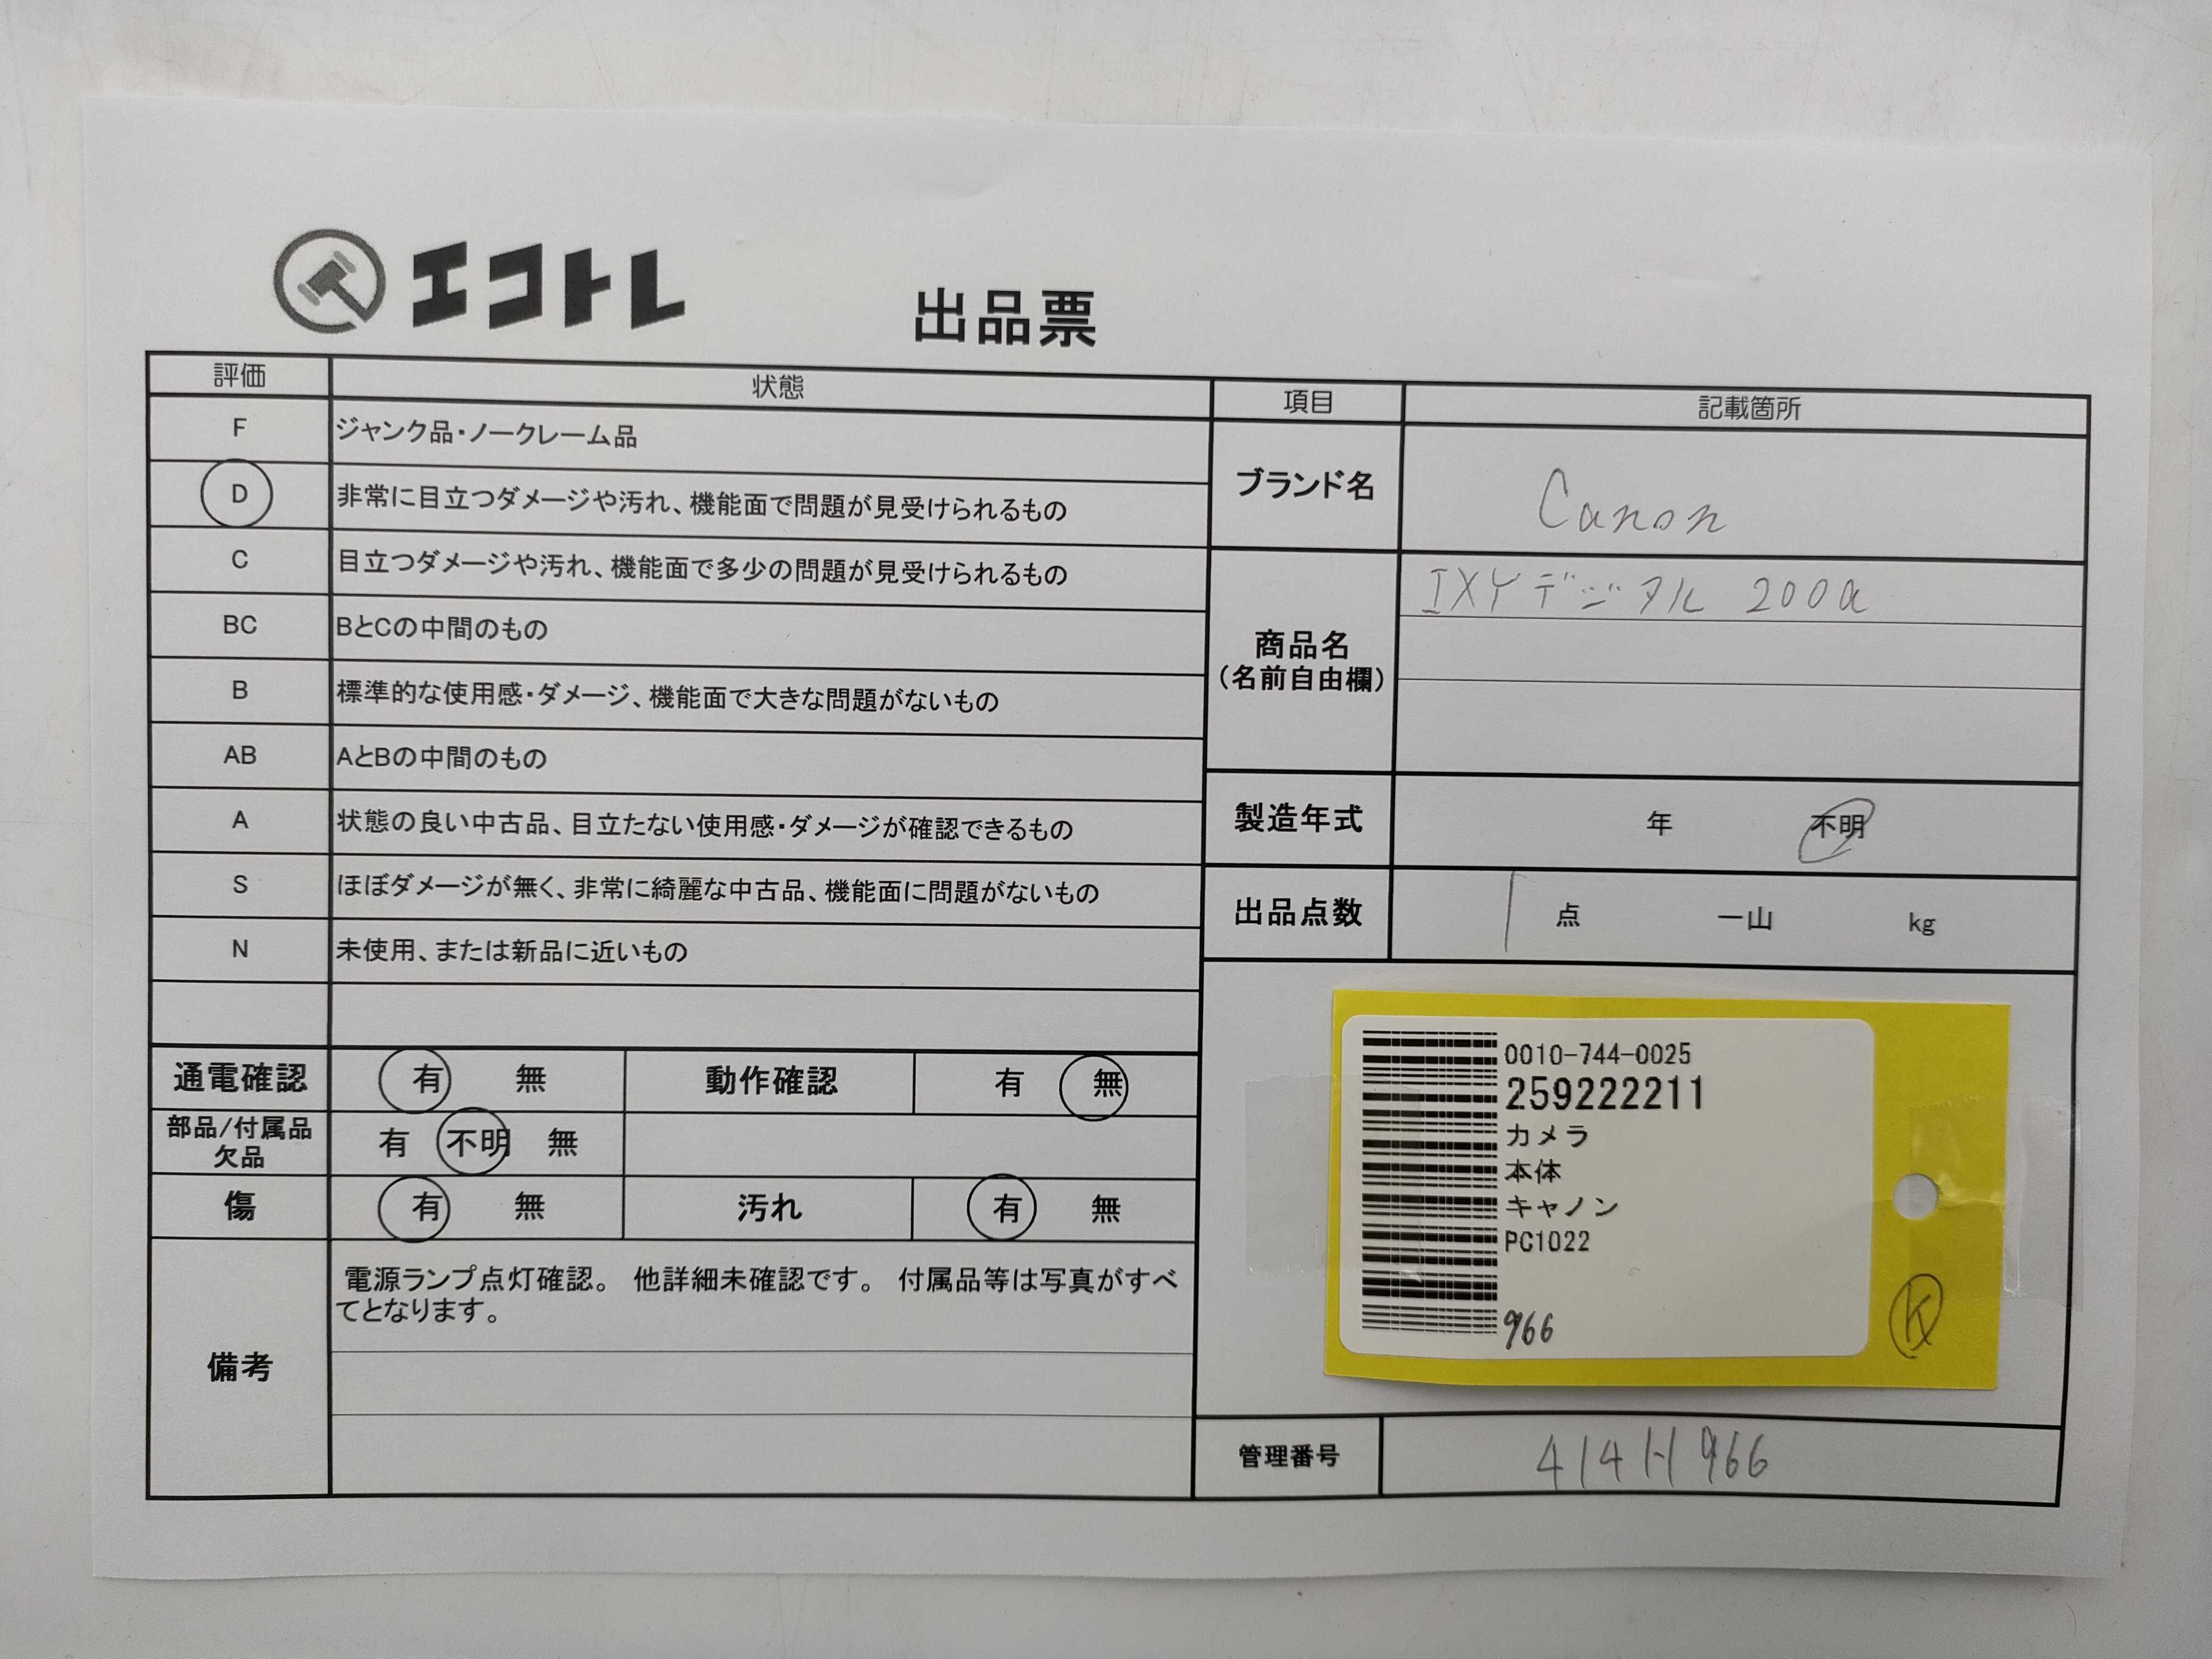 エコトレ
出品票
評価 状態
F ジャンク品・ノークレーム品
D 非常に目立つダメージや汚れ、機能面で問題が見受けられるもの
C 目立つダメージや汚れ、機能面で多少の問題が見受けられるもの
BC BとCの中間のもの
B 標準的な使用感・ダメージ、機能面で大きな問題がないもの
AB AとBの中間のもの
A 状態の良い中古品、目立たない使用感・ダメージが確認できるもの
S ほぼダメージが無く、非常に綺麗な中古品、機能面に問題がないもの
N 未使用、または新品に近いもの
通電確認 有 無 動作確認 有 無
部品/付属品
欠品
有 不明 無
傷 有 無 汚れ 有 無
備考
電源ランプ点灯確認。 他詳細未確認です。 付属品等は写真がすべ
てとなります。
項目 記載箇所
ブランド名 Canon
商品名
(名前自由欄)
IXYデジタル 200a
製造年式 年 不明
出品点数 1 点 一山 kg
0010-744-0025
259222211
カメラ
本体
キャノン
PC1022
966
K
管理番号 414H966